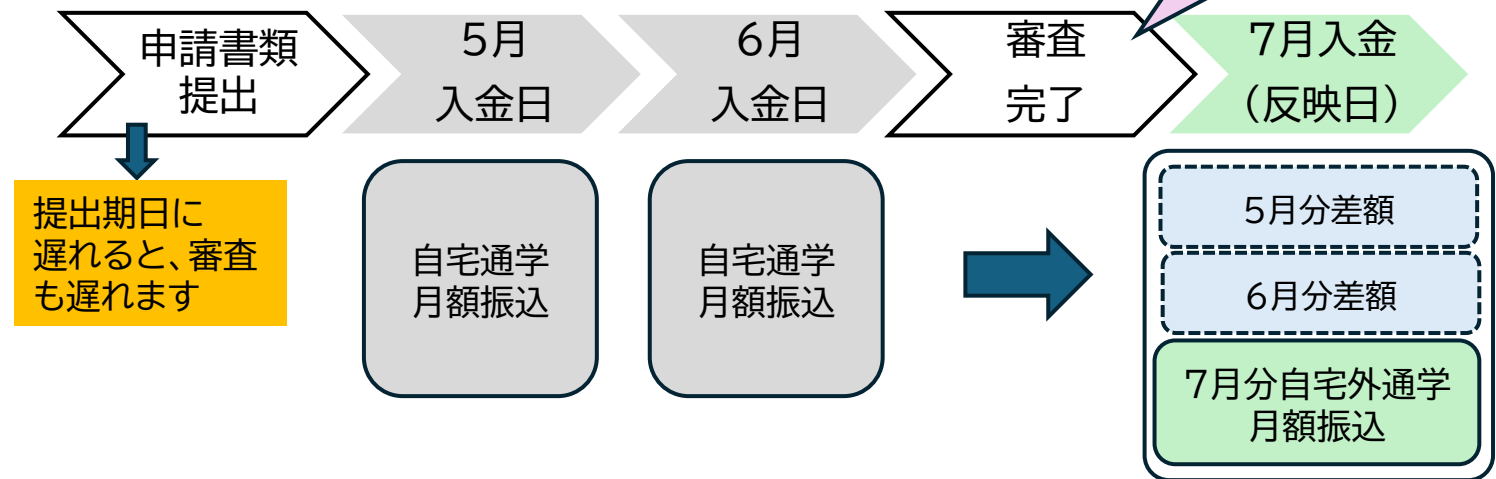 申請書類
提出
5月
入金日
6月
入金日
審査
完了
7月入金
(反映日)
提出期日に
遅れると、審査
も遅れます
自宅通学
月額振込
自宅通学
月額振込
5月分差額
6月分差額
7月分自宅外通学
月額振込